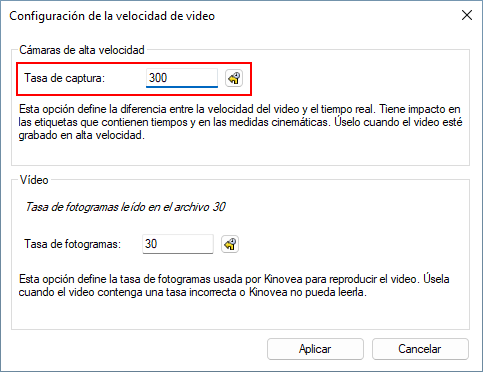 Configuración de la velocidad de video
Cámaras de alta velocidad
Tasa de captura: 300
Esta opción define la diferencia entre la velocidad del video y el tiempo real. Tiene impacto en
las etiquetas que contienen tiempos y en las medidas cinemáticas. Úselo cuando el video esté
grabado en alta velocidad.
Vídeo
Tasa de fotogramas leído en el archivo 30
Tasa de fotogramas: 30
Esta opción define la tasa de fotogramas usada por Kinovea para reproducir el video. Úsela
cuando el video contenga una tasa incorrecta o Kinovea no pueda leerla.
Aplicar Cancelar